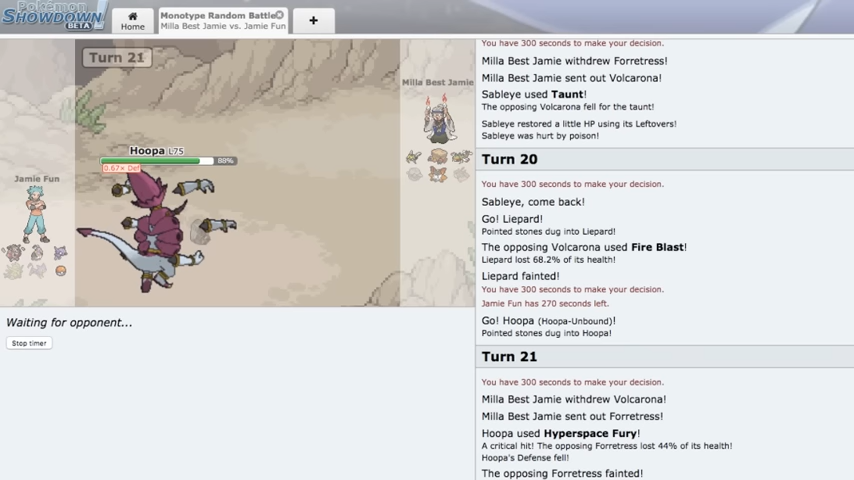 Pokémon
SHOWDOWN
BETA
Home
Monotype Random Battle
Milla Best Jamie vs. Jamie Fun
+
Turn 21
Milla Best Jamie
Hoopa L75
88%
0.67× Def
Jamie Fun
Waiting for opponent...
Stop timer
You have 300 seconds to make your decision.
Milla Best Jamie withdrew Forretress!
Milla Best Jamie sent out Volcarona!
Sableye used Taunt!
The opposing Volcarona fell for the taunt!
Sableye restored a little HP using its Leftovers!
Sableye was hurt by poison!
Turn 20
You have 300 seconds to make your decision.
Sableye, come back!
Go! Liepard!
Pointed stones dug into Liepard!
The opposing Volcarona used Fire Blast!
Liepard lost 68.2% of its health!
Liepard fainted!
You have 300 seconds to make your decision.
Jamie Fun has 270 seconds left.
Go! Hoopa (Hoopa-Unbound)!
Pointed stones dug into Hoopa!
Turn 21
You have 300 seconds to make your decision.
Milla Best Jamie withdrew Volcarona!
Milla Best Jamie sent out Forretress!
Hoopa used Hyperspace Fury!
A critical hit! The opposing Forretress lost 44% of its health!
Hoopa's Defense fell!
The opposing Forretress fainted!